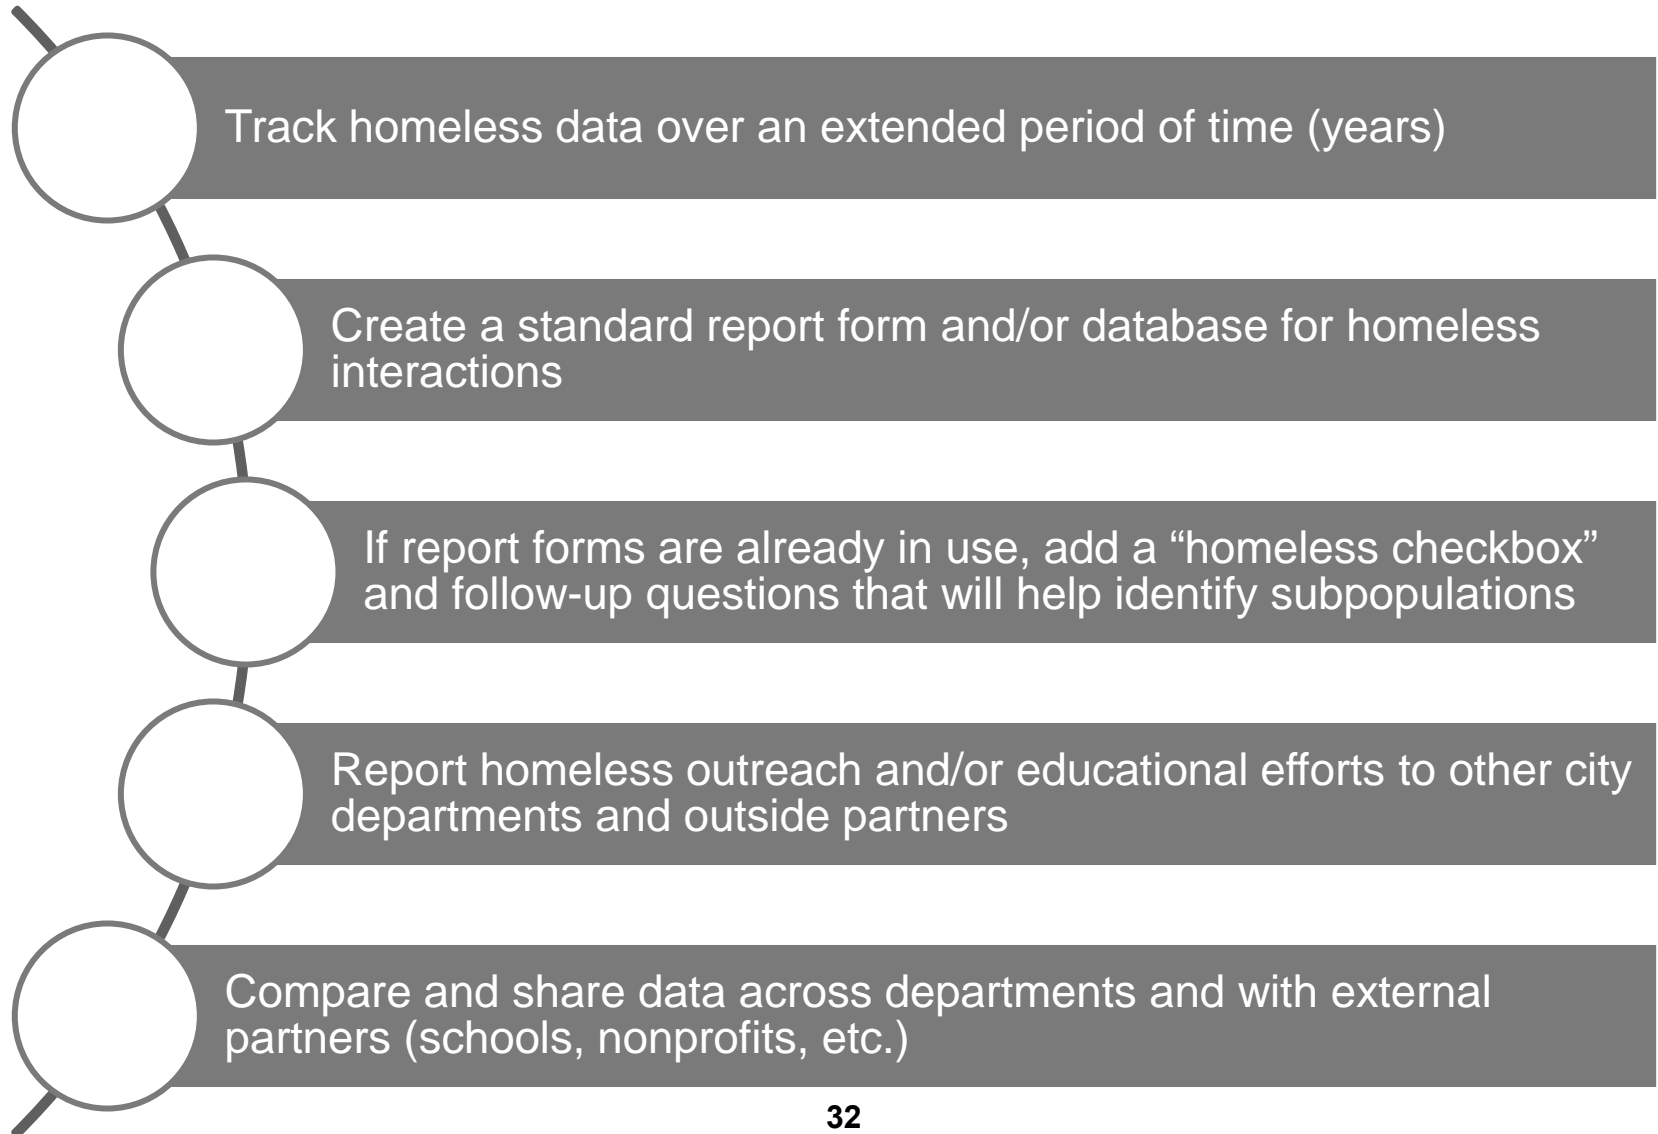 Track homeless data over an extended period of time (years)
Create a standard report form and/or database for homeless
interactions
If report forms are already in use, add a “homeless checkbox”
and follow-up questions that will help identify subpopulations
Report homeless outreach and/or educational efforts to other city
departments and outside partners
Compare and share data across departments and with external
partners (schools, nonprofits, etc.)
32